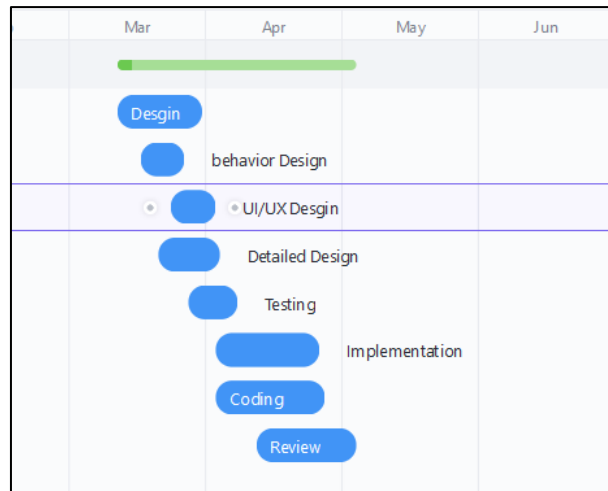 Mar Apr May Jun
Desgin
behavior Design
UI/UX Desgin
Detailed Design
Testing
Implementation
Coding
Review